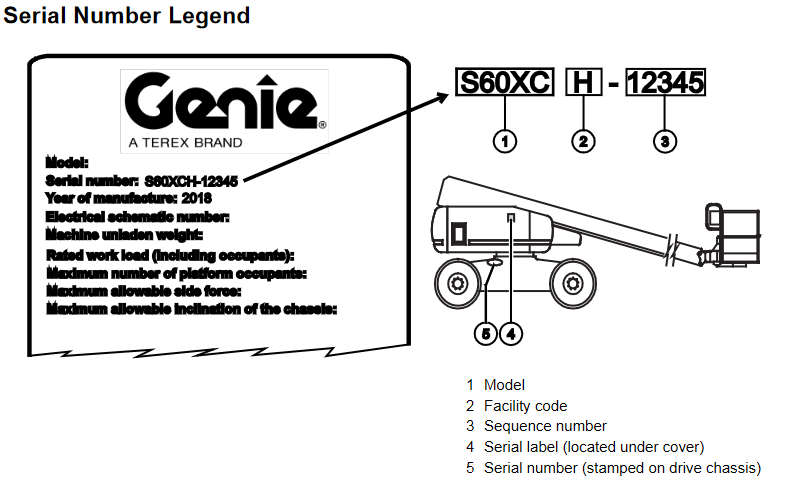 Serial Number Legend
Genie®
A TEREX BRAND
Model:
Serial number: S60XCH-12345
Year of manufacture: 2018
Electrical schematic number:
Machine unladen weight:
Rated work load (including occupants):
Maximum number of platform occupants:
Maximum allowable side force:
Maximum allowable inclination of the chassis:
S60XC H - 12345
1 2 3
5 4
1 Model
2 Facility code
3 Sequence number
4 Serial label (located under cover)
5 Serial number (stamped on drive chassis)